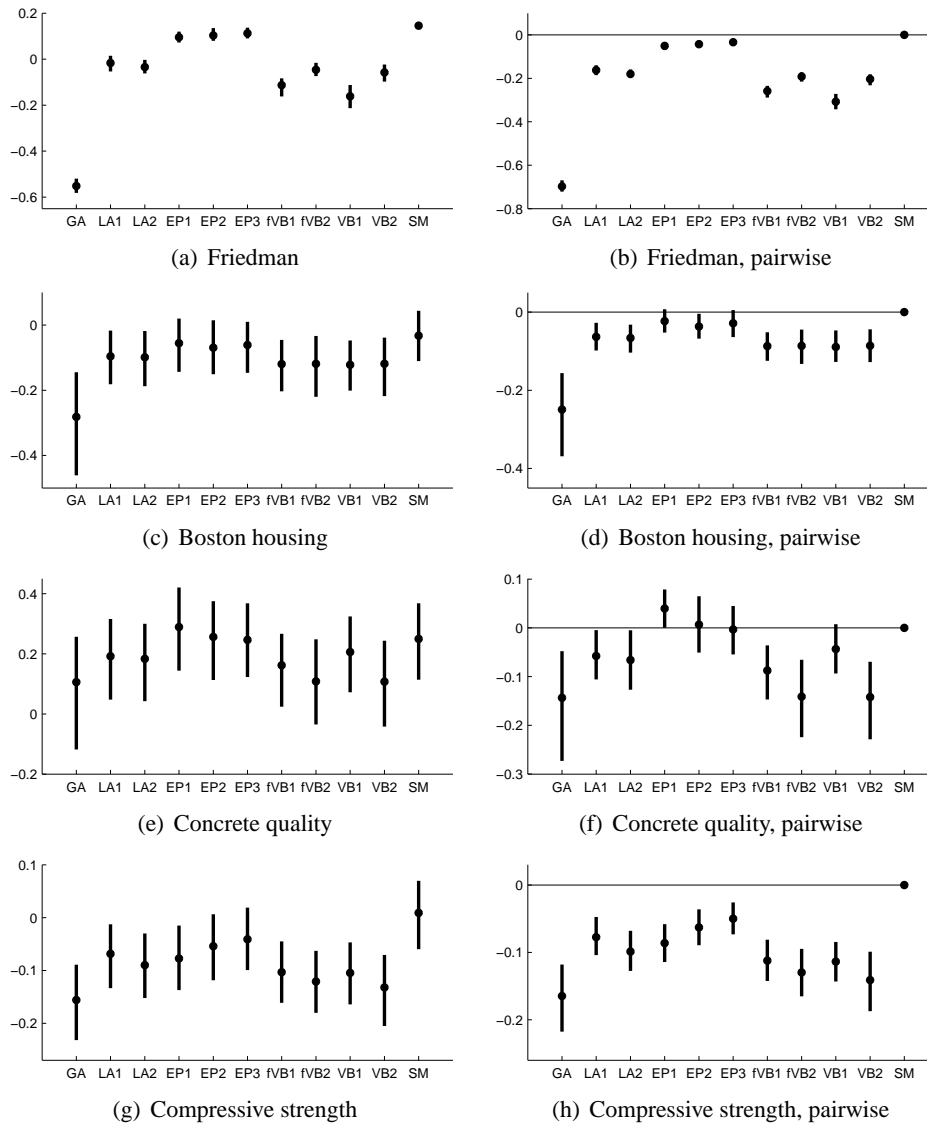 0.2
0
−0.2
−0.4
−0.6
GA LA1 LA2 EP1 EP2 EP3 fVB1 fVB2 VB1 VB2 SM
(a) Friedman
0
−0.2
−0.4
−0.6
−0.8
GA LA1 LA2 EP1 EP2 EP3 fVB1 fVB2 VB1 VB2 SM
(b) Friedman, pairwise
0
−0.2
−0.4
GA LA1 LA2 EP1 EP2 EP3 fVB1 fVB2 VB1 VB2 SM
(c) Boston housing
0
−0.2
−0.4
GA LA1 LA2 EP1 EP2 EP3 fVB1 fVB2 VB1 VB2 SM
(d) Boston housing, pairwise
0.4
0.2
0
−0.2
GA LA1 LA2 EP1 EP2 EP3 fVB1 fVB2 VB1 VB2 SM
(e) Concrete quality
0.1
0
−0.1
−0.2
−0.3
GA LA1 LA2 EP1 EP2 EP3 fVB1 fVB2 VB1 VB2 SM
(f) Concrete quality, pairwise
0.1
0
−0.1
−0.2
GA LA1 LA2 EP1 EP2 EP3 fVB1 fVB2 VB1 VB2 SM
(g) Compressive strength
0
−0.1
−0.2
GA LA1 LA2 EP1 EP2 EP3 fVB1 fVB2 VB1 VB2 SM
(h) Compressive strength, pairwise